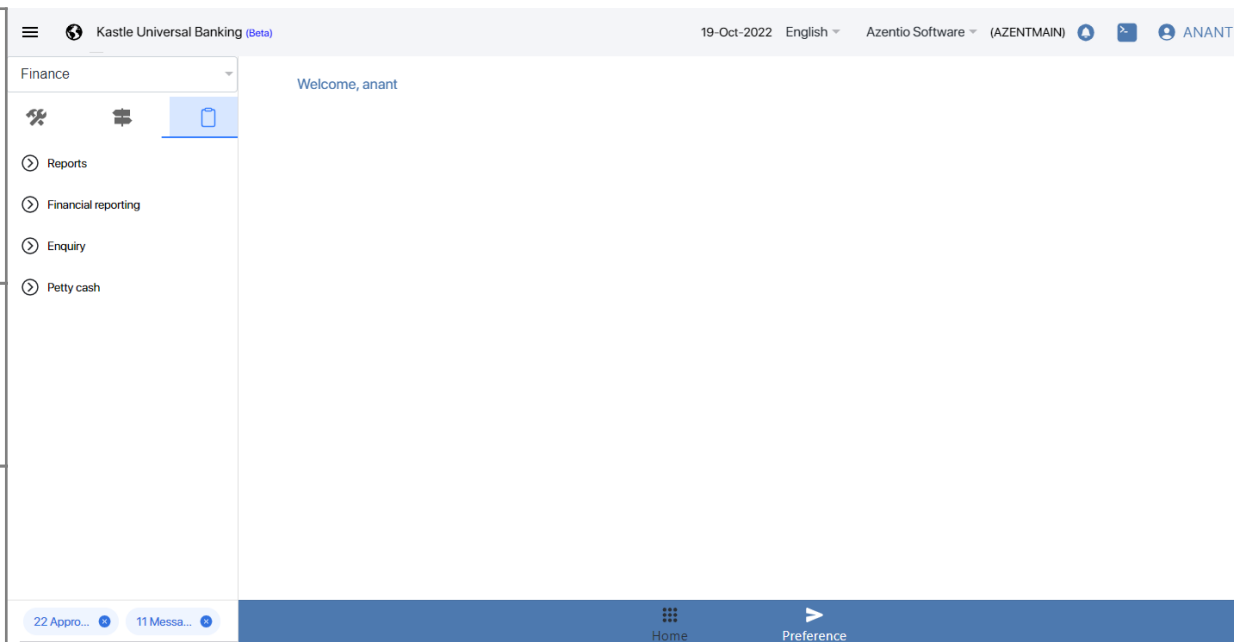 Kastle Universal Banking (Beta) 19-Oct-2022 English Azentio Software (AZENTMAIN) ANANT
Finance
Welcome, anant
Reports
Financial reporting
Enquiry
Petty cash
22 Appro... 11 Messa...
Home Preference